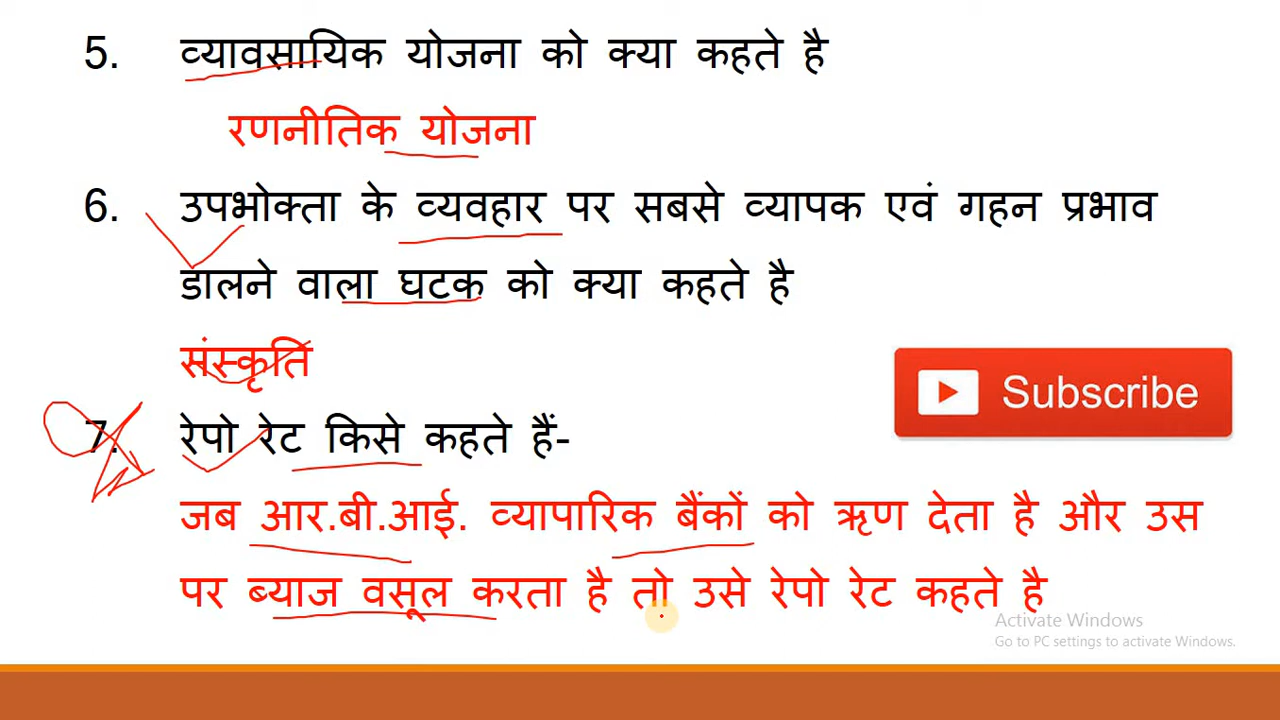 5. व्यावसायिक योजना को क्या कहते है
रणनीतिक योजना
6. उपभोक्ता के व्यवहार पर सबसे व्यापक एवं गहन प्रभाव
डालने वाला घटक को क्या कहते है
संस्कृति
7. रेपो रेट किसे कहते हैं-
जब आर.बी.आई. व्यापारिक बैंकों को ऋण देता है और उस
पर ब्याज वसूल करता है तो उसे रेपो रेट कहते है
Subscribe
Activate Windows
Go to PC settings to activate Windows.